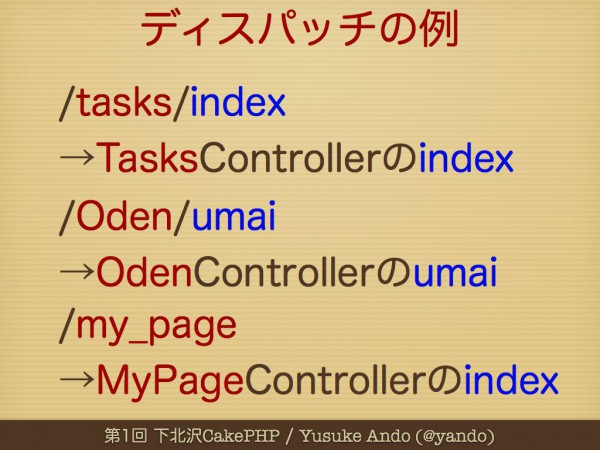 ディスパッチの例
/tasks/index
→TasksControllerのindex
/Oden/umai
→OdenControllerのumai
/my_page
→MyPageControllerのindex
第1回 下北沢CakePHP / Yusuke Ando (@yando)